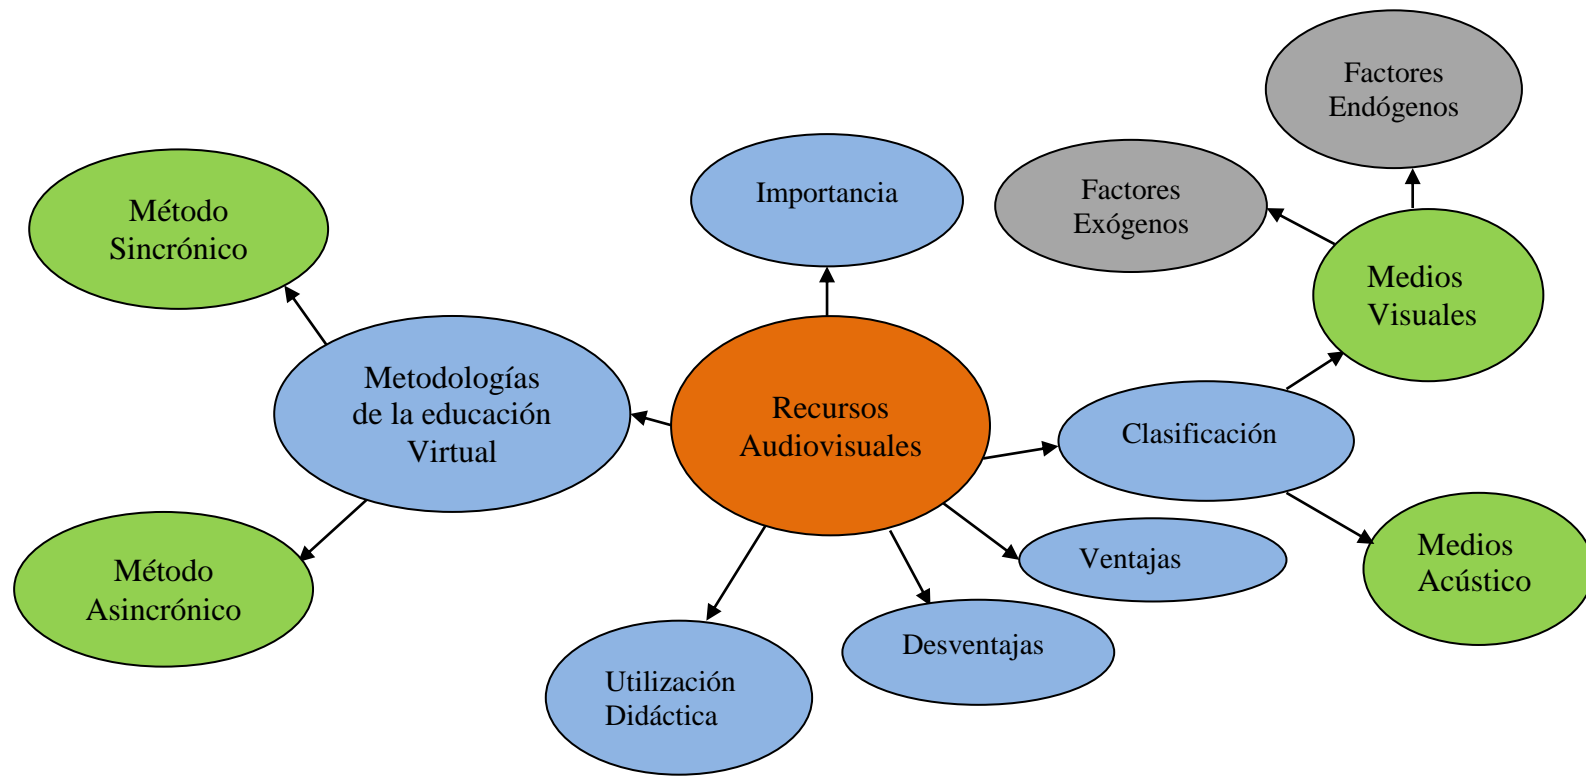 Factores
Endógenos
Factores
Exógenos
Importancia
Método
Sincrónico
Medios
Visuales
Metodologías
de la educación
Virtual
Recursos
Audiovisuales
Clasificación
Medios
Acústico
Ventajas
Método
Asincrónico
Desventajas
Utilización
Didáctica